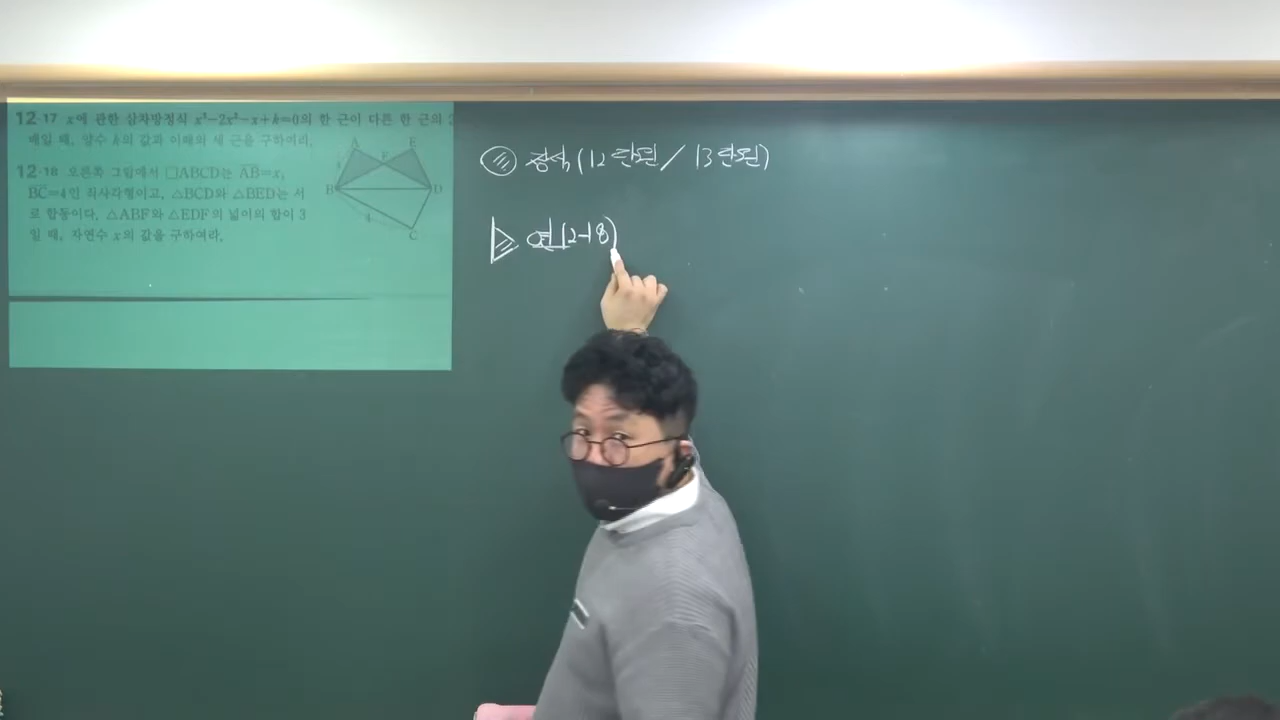 12·17 x에 관한 삼차방정식 x³-2x²-x+k=0의 한 근이 다른 한 근의 2
배일 때, 양수 k의 값과 이때의 세 근을 구하여라.
12·18 오른쪽 그림에서 □ABCD는 AB=x,
BC=4인 직사각형이고, △BCD와 △BED는 서
로 합동이다. △ABF와 △EDF의 넓이의 합이 3
일 때, 자연수 x의 값을 구하여라.
A E
F
B D
4
C
정석(12단원 / 13단원)
연12-18)